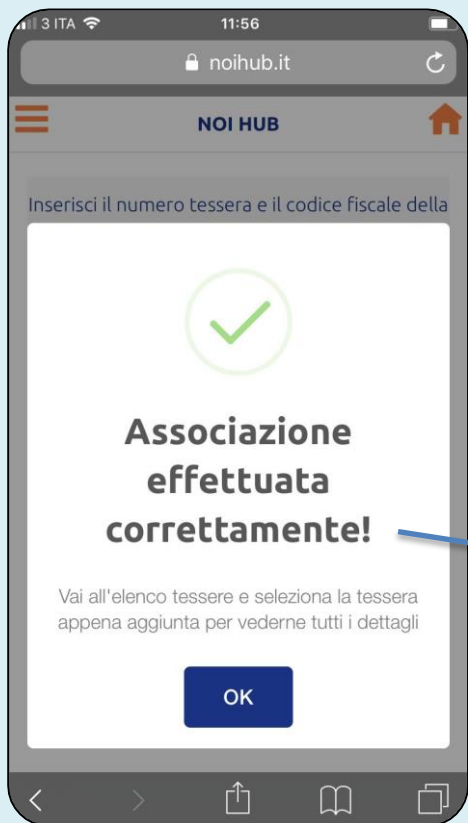 3 ITA
11:56
noihub.it
NOI HUB
Inserisci il numero tessera e il codice fiscale della
Associazione
effettuata
correttamente!
Vai all'elenco tessere e seleziona la tessera
appena aggiunta per vederne tutti i dettagli
OK